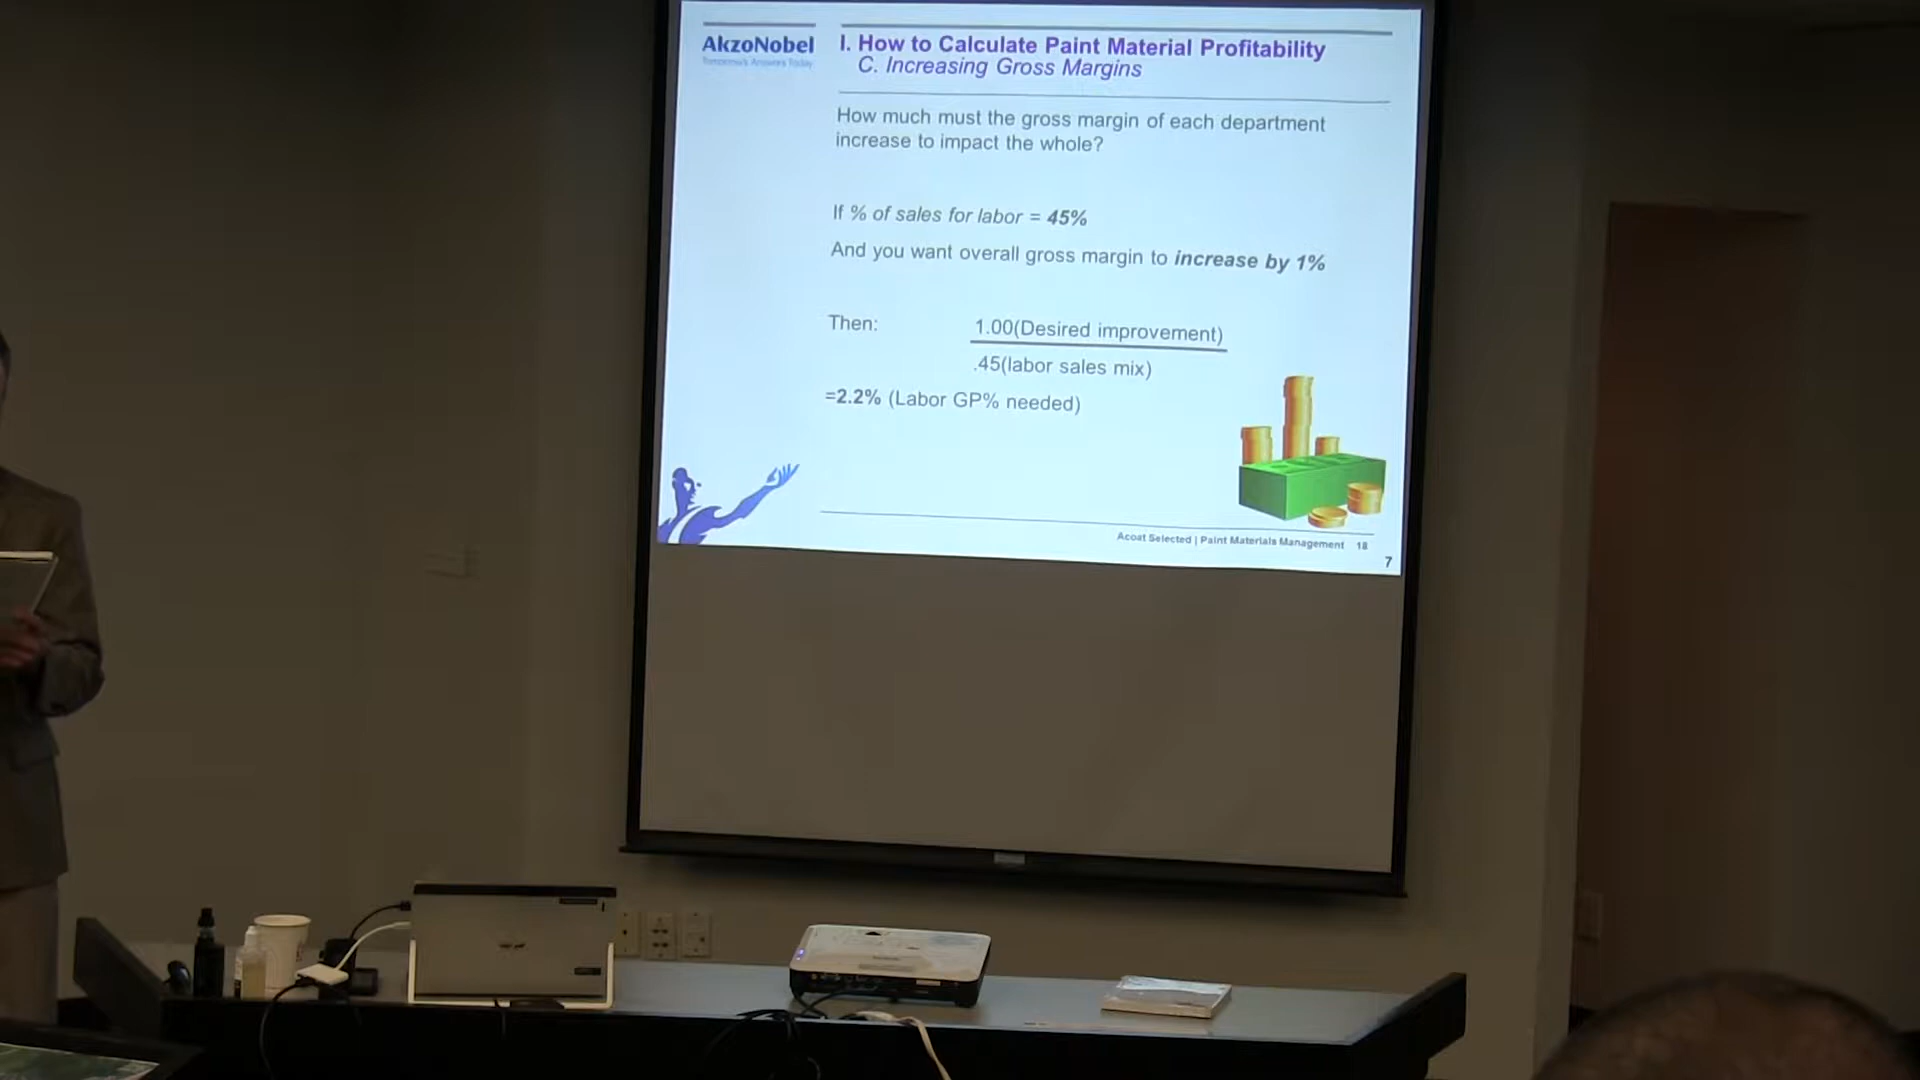 AkzoNobel
Tomorrow's Answers Today
I. How to Calculate Paint Material Profitability
C. Increasing Gross Margins
How much must the gross margin of each department
increase to impact the whole?
If % of sales for labor = 45%
And you want overall gross margin to increase by 1%
Then:
1.00(Desired improvement)
.45(labor sales mix)
=2.2% (Labor GP% needed)
Acoat Selected | Paint Materials Management 18
7